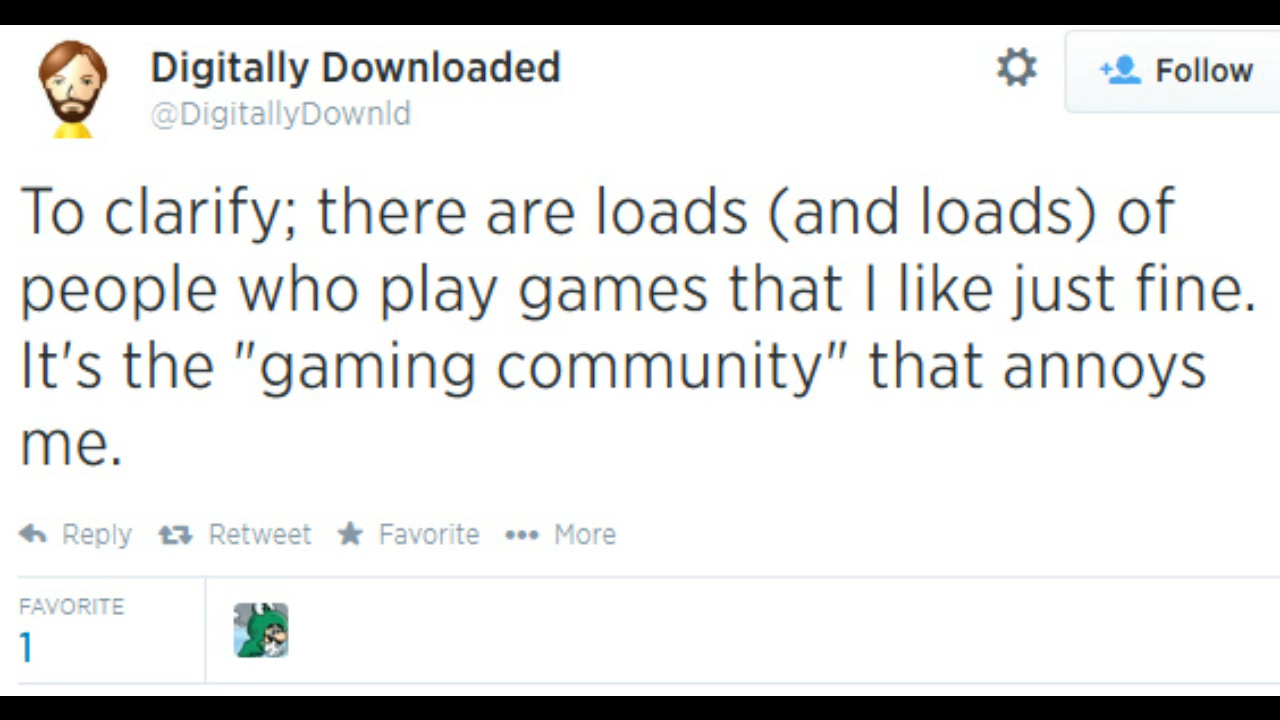 Digitally Downloaded
@DigitallyDownld
Follow
To clarify; there are loads (and loads) of
people who play games that I like just fine.
It's the "gaming community" that annoys
me.
Reply Retweet Favorite More
FAVORITE
1